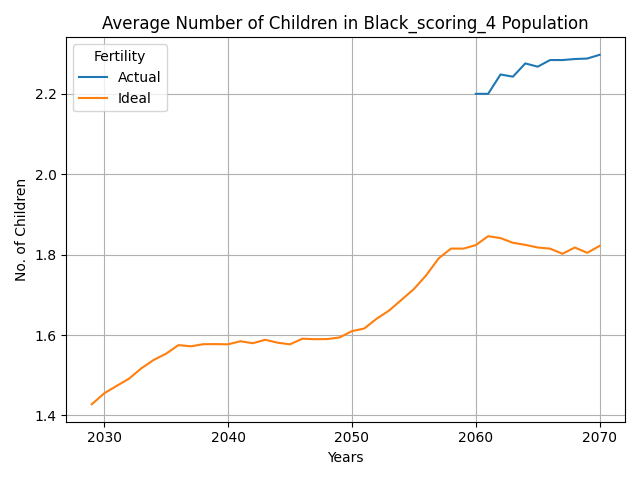 Average Number of Children in Black_scoring_4 Population
Fertility
Actual
Ideal
No. of Children
2.2
2.0
1.8
1.6
1.4
2030 2040 2050 2060 2070
Years